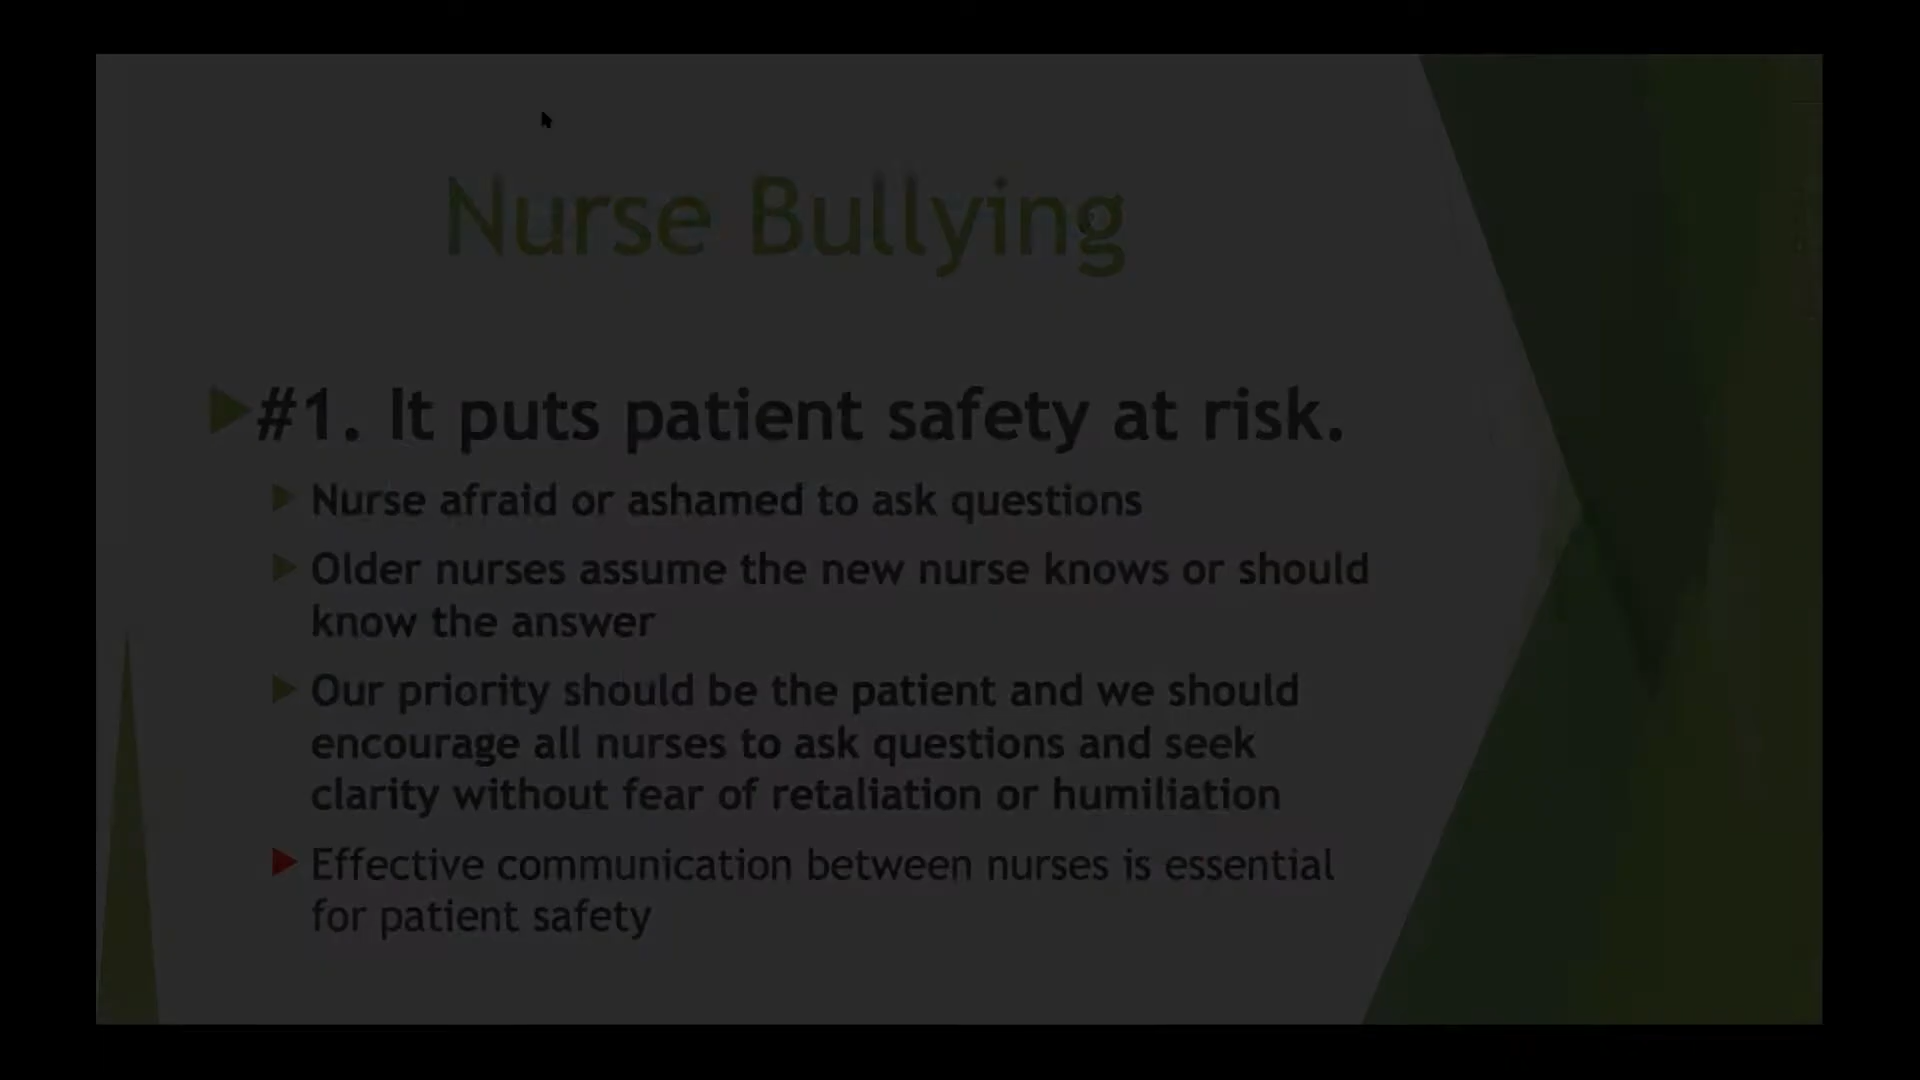 Nurse Bullying
#1. It puts patient safety at risk.
Nurse afraid or ashamed to ask questions
Older nurses assume the new nurse knows or should
know the answer
Our priority should be the patient and we should
encourage all nurses to ask questions and seek
clarity without fear of retaliation or humiliation
Effective communication between nurses is essential
for patient safety